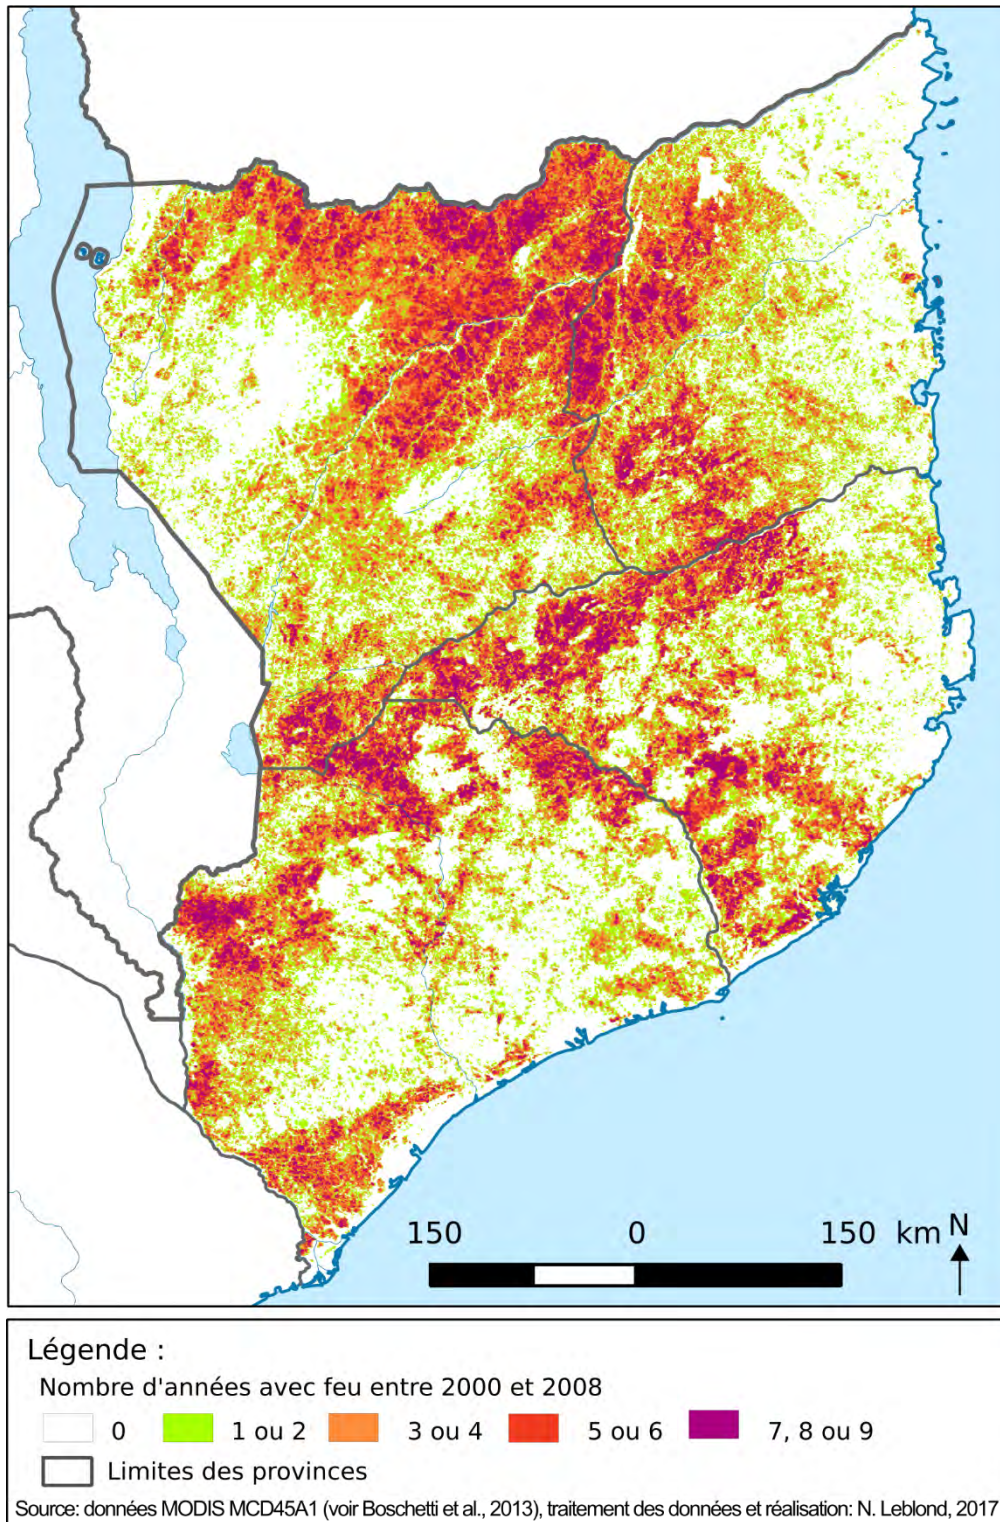 150 0 150 km N
Légende :
Nombre d'années avec feu entre 2000 et 2008
0 1 ou 2 3 ou 4 5 ou 6 7, 8 ou 9
Limites des provinces
Source: données MODIS MCD45A1 (voir Boschetti et al., 2013), traitement des données et réalisation: N. Leblond, 2017